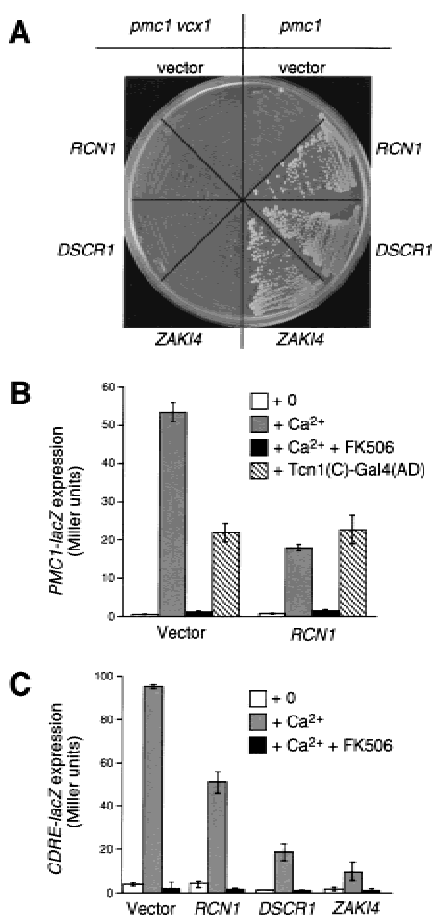 A
pmc1 vcx1 pmc1
vector vector
RCN1 RCN1
DSCR1 DSCR1
ZAKI4 ZAKI4
B
PMC1-lacZ expression
(Miller units)
60
50
40
30
20
10
0
+ 0
+ Ca²⁺
+ Ca²⁺ + FK506
+ Tcn1(C)-Gal4(AD)
Vector RCN1
C
CDRE-lacZ expression
(Miller units)
100
80
60
40
20
0
+ 0
+ Ca²⁺
+ Ca²⁺ + FK506
Vector RCN1 DSCR1 ZAKI4